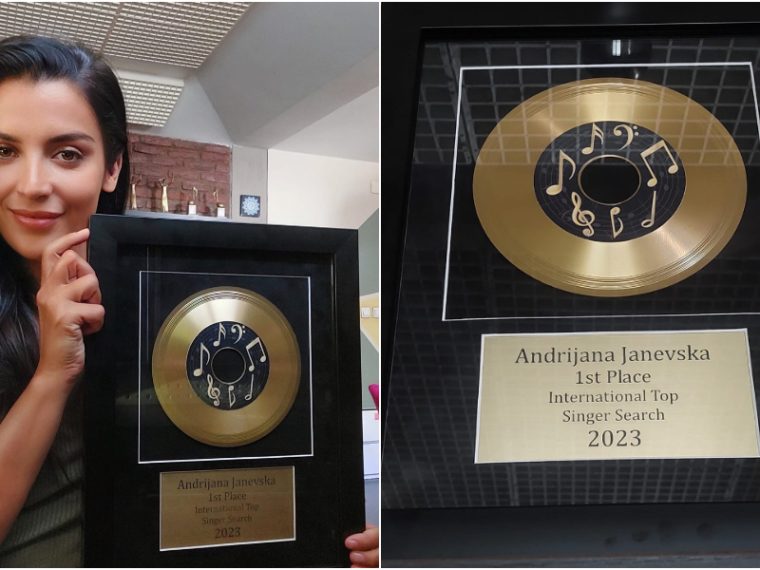 Andrijana Janevska
1st Place
International Top
Singer Search
2023
Andrijana Janevska
1st Place
International Top
Singer Search
2023